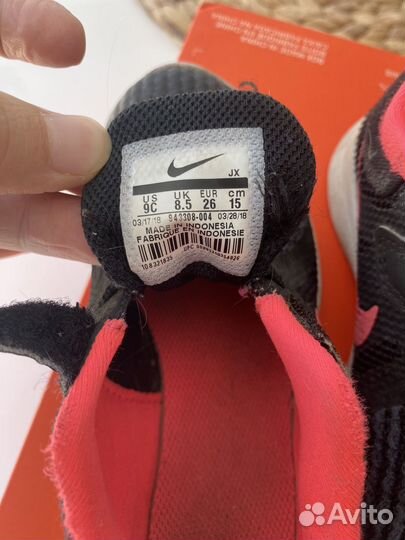 JX
US UK EUR cm
9C 8.5 26 15
03/17/18 943308-004 03/28/18
MADE IN INDONESIA
FABRIQUE EN INDONESIE
108321835
Avito